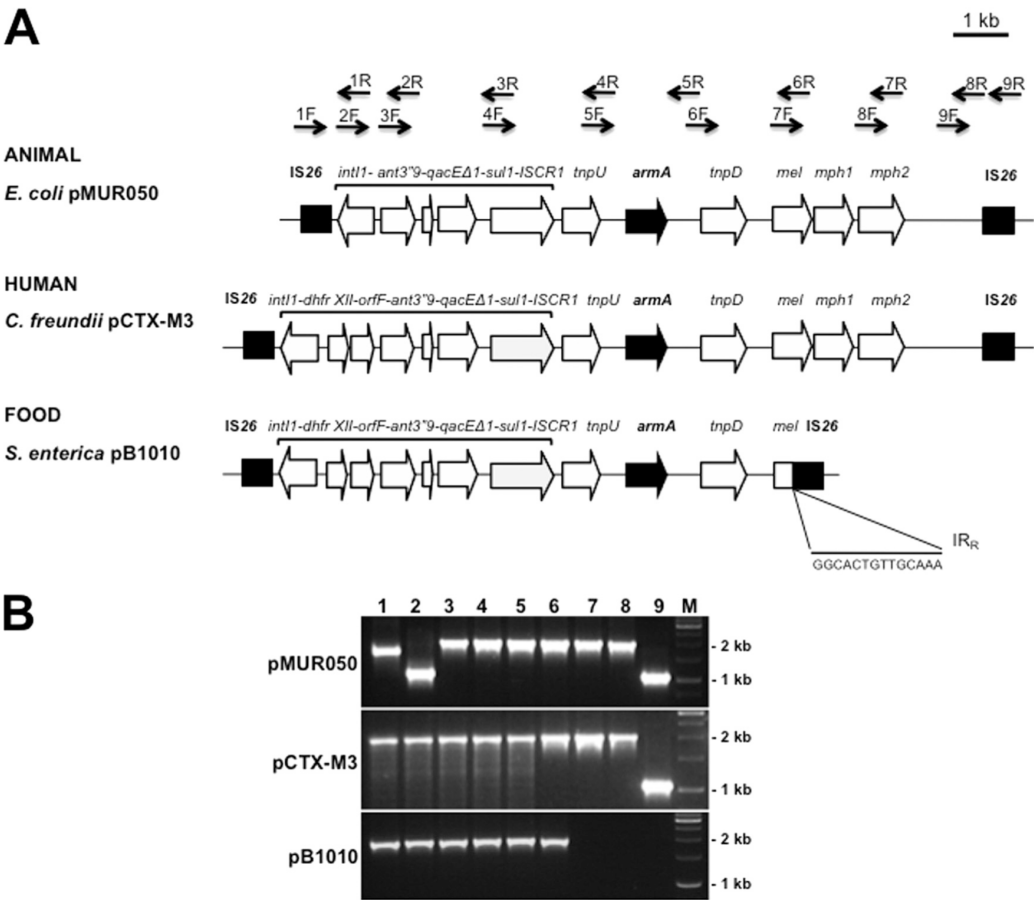 A
1 kb
1R 2R 3R 4R 5R 6R 7R 8R 9R
1F 2F 3F 4F 5F 6F 7F 8F 9F
ANIMAL
E. coli pMUR050
IS26 intI1- ant3"9-qacEΔ1-sul1-ISCR1 tnpU armA tnpD mel mph1 mph2 IS26
HUMAN
C. freundii pCTX-M3
IS26 intI1-dhfr XII-orfF-ant3"9-qacEΔ1-sul1-ISCR1 tnpU armA tnpD mel mph1 mph2 IS26
FOOD
S. enterica pB1010
IS26 intI1-dhfr XII-orfF-ant3"9-qacEΔ1-sul1-ISCR1 tnpU armA tnpD mel IS26
IRR
GGCACTGTTGCAAA
B
1 2 3 4 5 6 7 8 9 M
pMUR050
- 2 kb
- 1 kb
pCTX-M3
- 2 kb
- 1 kb
pB1010
- 2 kb
- 1 kb